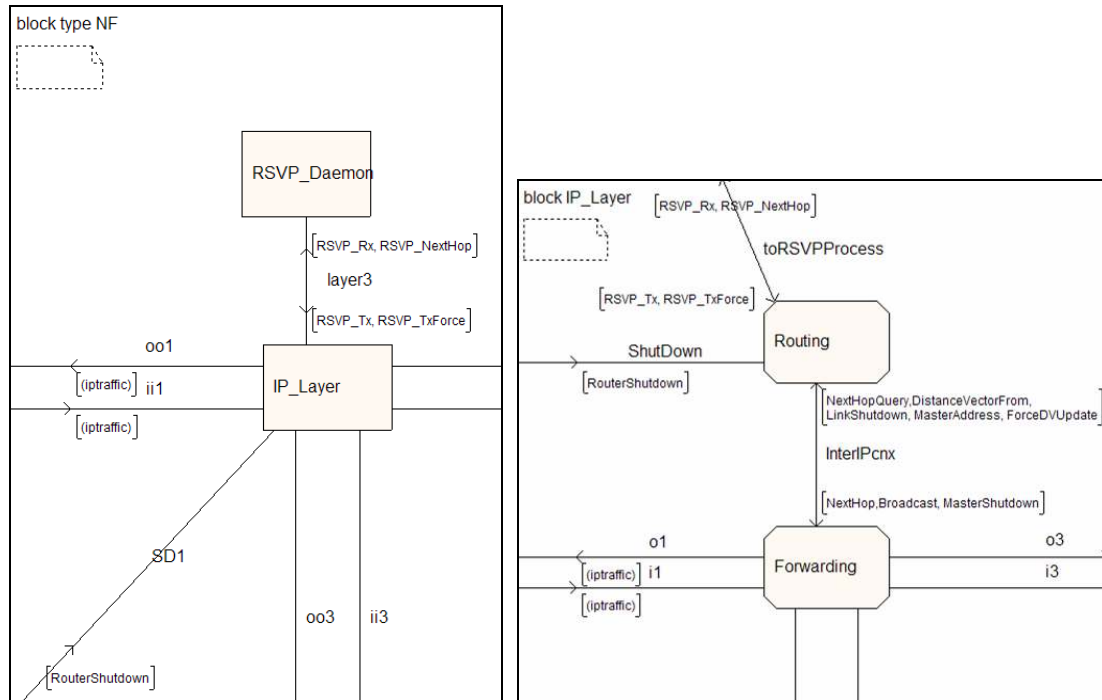 block type NF
RSVP_Daemon
[RSVP_Rx, RSVP_NextHop]
layer3
[RSVP_Tx, RSVP_TxForce]
oo1
[(iptraffic)]
ii1
[(iptraffic)]
IP_Layer
SD1
oo3
ii3
[RouterShutdown]
block IP_Layer
[RSVP_Rx, RSVP_NextHop]
toRSVPProcess
[RSVP_Tx, RSVP_TxForce]
Routing
ShutDown
[RouterShutdown]
[NextHopQuery,DistanceVectorFrom,
LinkShutdown, MasterAddress, ForceDVUpdate]
InterIPcnx
[NextHop,Broadcast, MasterShutdown]
o1
[(iptraffic)]
i1
[(iptraffic)]
Forwarding
o3
i3